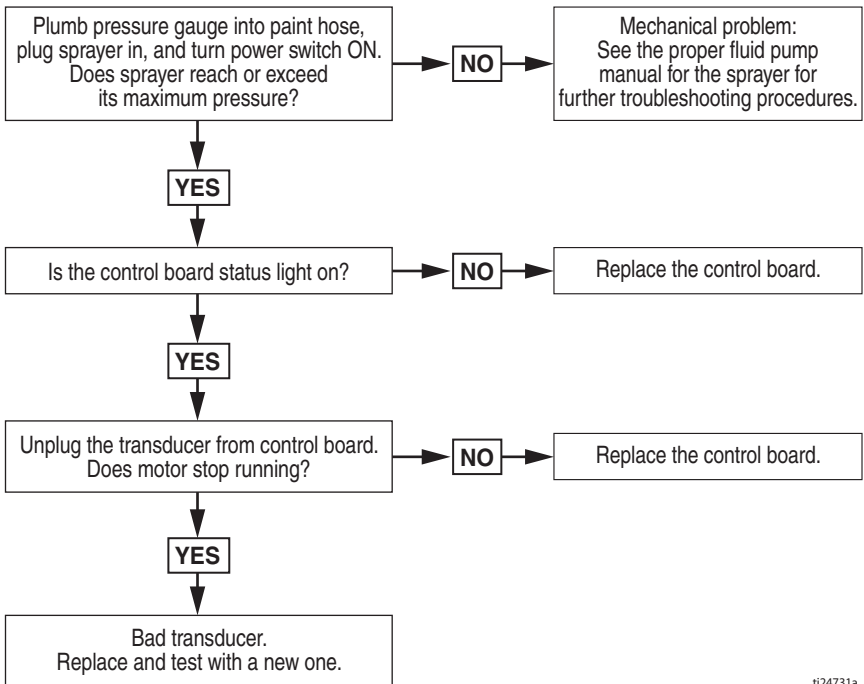 Plumb pressure gauge into paint hose,
plug sprayer in, and turn power switch ON.
Does sprayer reach or exceed
its maximum pressure?
NO
Mechanical problem:
See the proper fluid pump
manual for the sprayer for
further troubleshooting procedures.
YES
Is the control board status light on?
NO
Replace the control board.
YES
Unplug the transducer from control board.
Does motor stop running?
NO
Replace the control board.
YES
Bad transducer.
Replace and test with a new one.
ti24731a